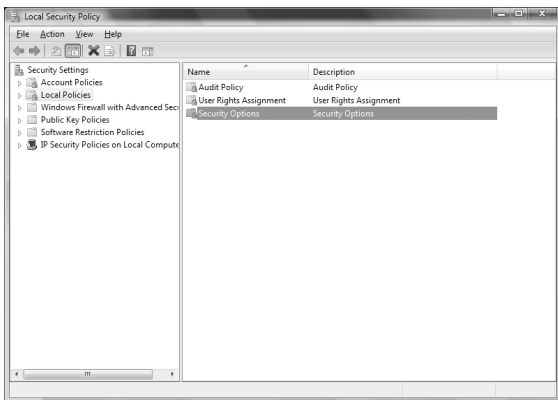 Local Security Policy
File Action View Help
Security Settings
Account Policies
Local Policies
Windows Firewall with Advanced Secu
Public Key Policies
Software Restriction Policies
IP Security Policies on Local Compute
Name Description
Audit Policy Audit Policy
User Rights Assignment User Rights Assignment
Security Options Security Options